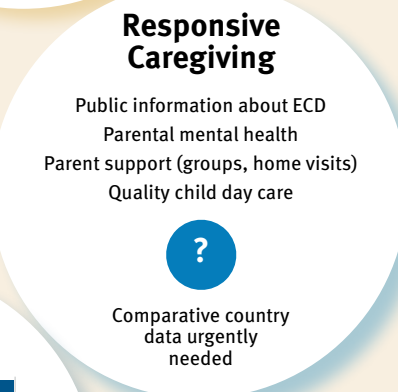 Responsive
Caregiving
Public information about ECD
Parental mental health
Parent support (groups, home visits)
Quality child day care
?
Comparative country
data urgently
needed